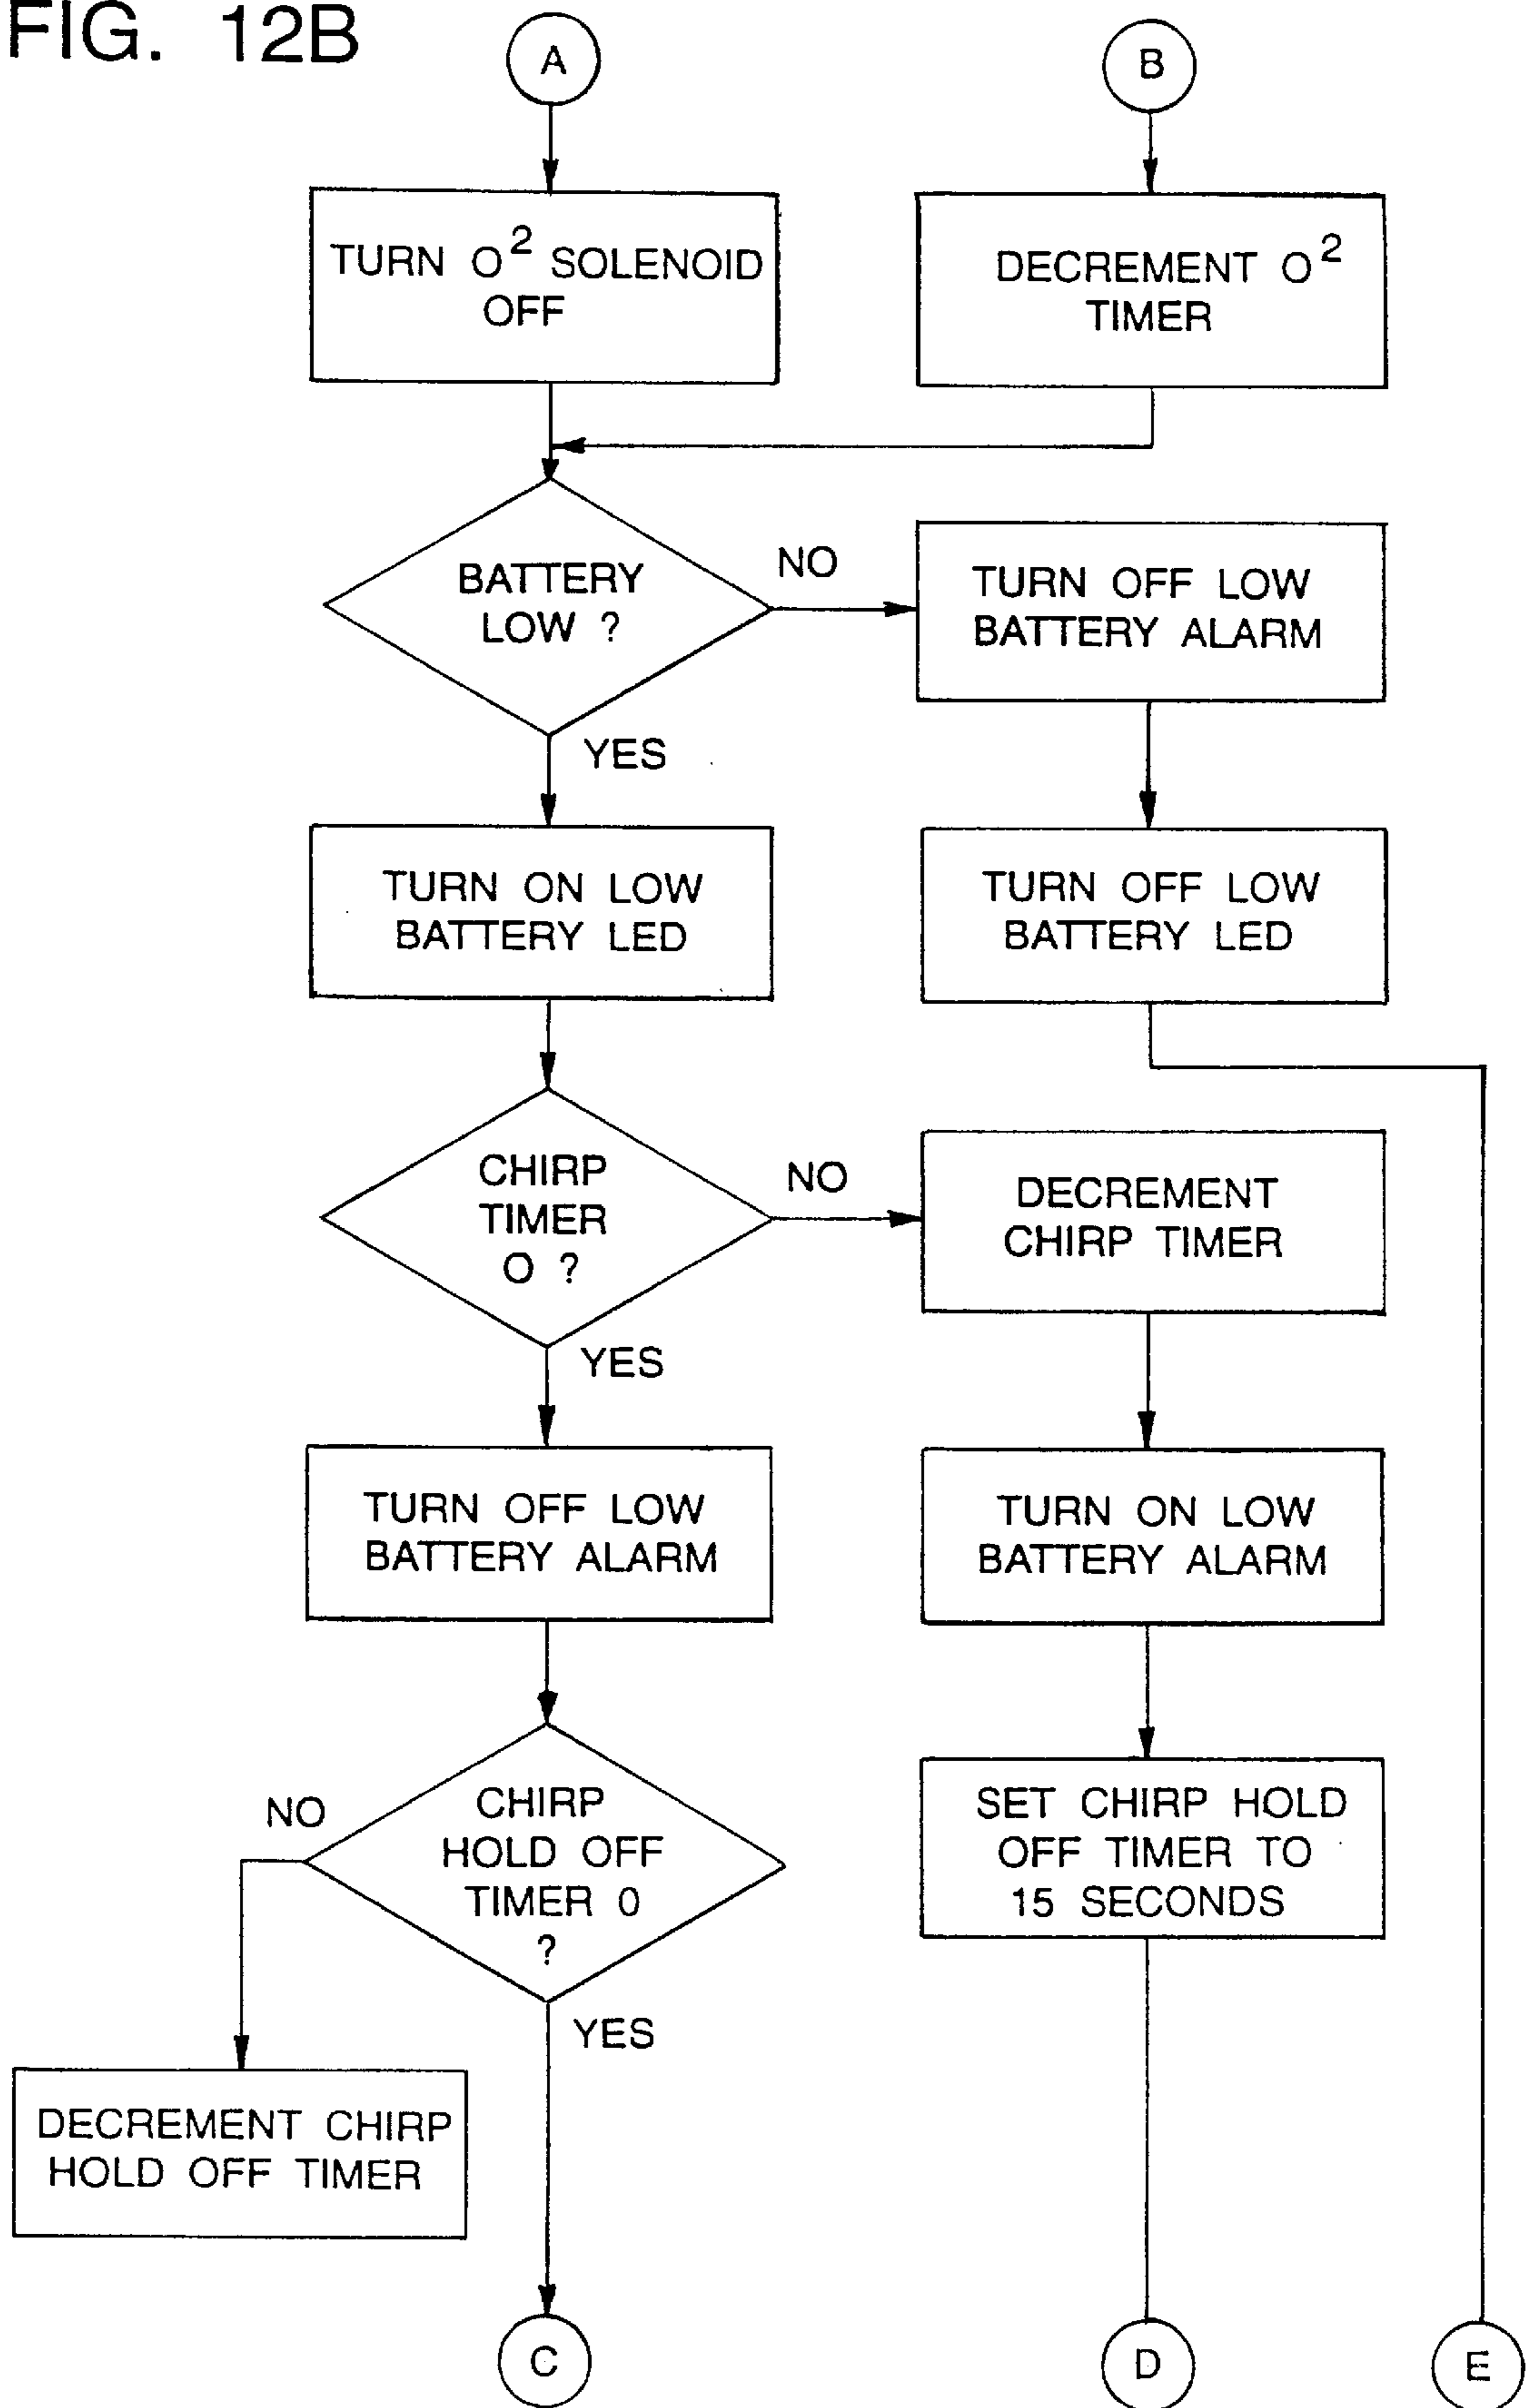 FIG. 12B
A
B
TURN O² SOLENOID
OFF
DECREMENT O²
TIMER
BATTERY
LOW ?
NO
TURN OFF LOW
BATTERY ALARM
YES
TURN ON LOW
BATTERY LED
TURN OFF LOW
BATTERY LED
CHIRP
TIMER
O ?
NO
DECREMENT
CHIRP TIMER
YES
TURN OFF LOW
BATTERY ALARM
TURN ON LOW
BATTERY ALARM
NO
CHIRP
HOLD OFF
TIMER 0
?
SET CHIRP HOLD
OFF TIMER TO
15 SECONDS
YES
DECREMENT CHIRP
HOLD OFF TIMER
C
D
E